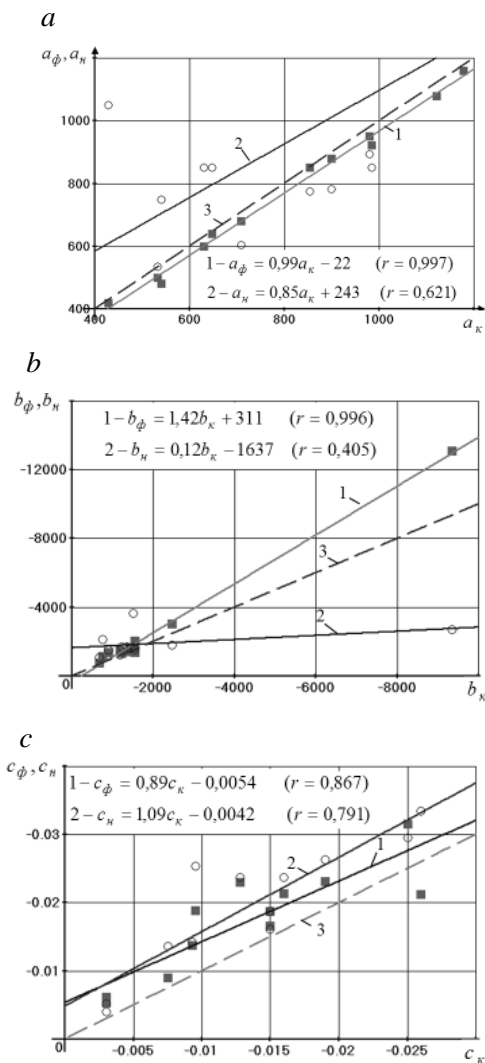 a
a_ф, a_н
1000
800
600
400
2
1
3
1– a_ф = 0,99a_к – 22 (r = 0,997)
2– a_н = 0,85a_к + 243 (r = 0,621)
400 600 800 1000 a_к
b
b_ф, b_н
1– b_ф = 1,42b_к + 311 (r = 0,996)
2– b_н = 0,12b_к – 1637 (r = 0,405)
-12000
-8000
-4000
1
3
2
0 -2000 -4000 -6000 -8000 b_к
c
c_ф, c_н
1– c_ф = 0,89c_к – 0,0054 (r = 0,867)
2– c_н = 1,09c_к – 0,0042 (r = 0,791)
-0.03
-0.02
-0.01
2
1
3
0 -0.005 -0.01 -0.015 -0.02 -0.025 c_к